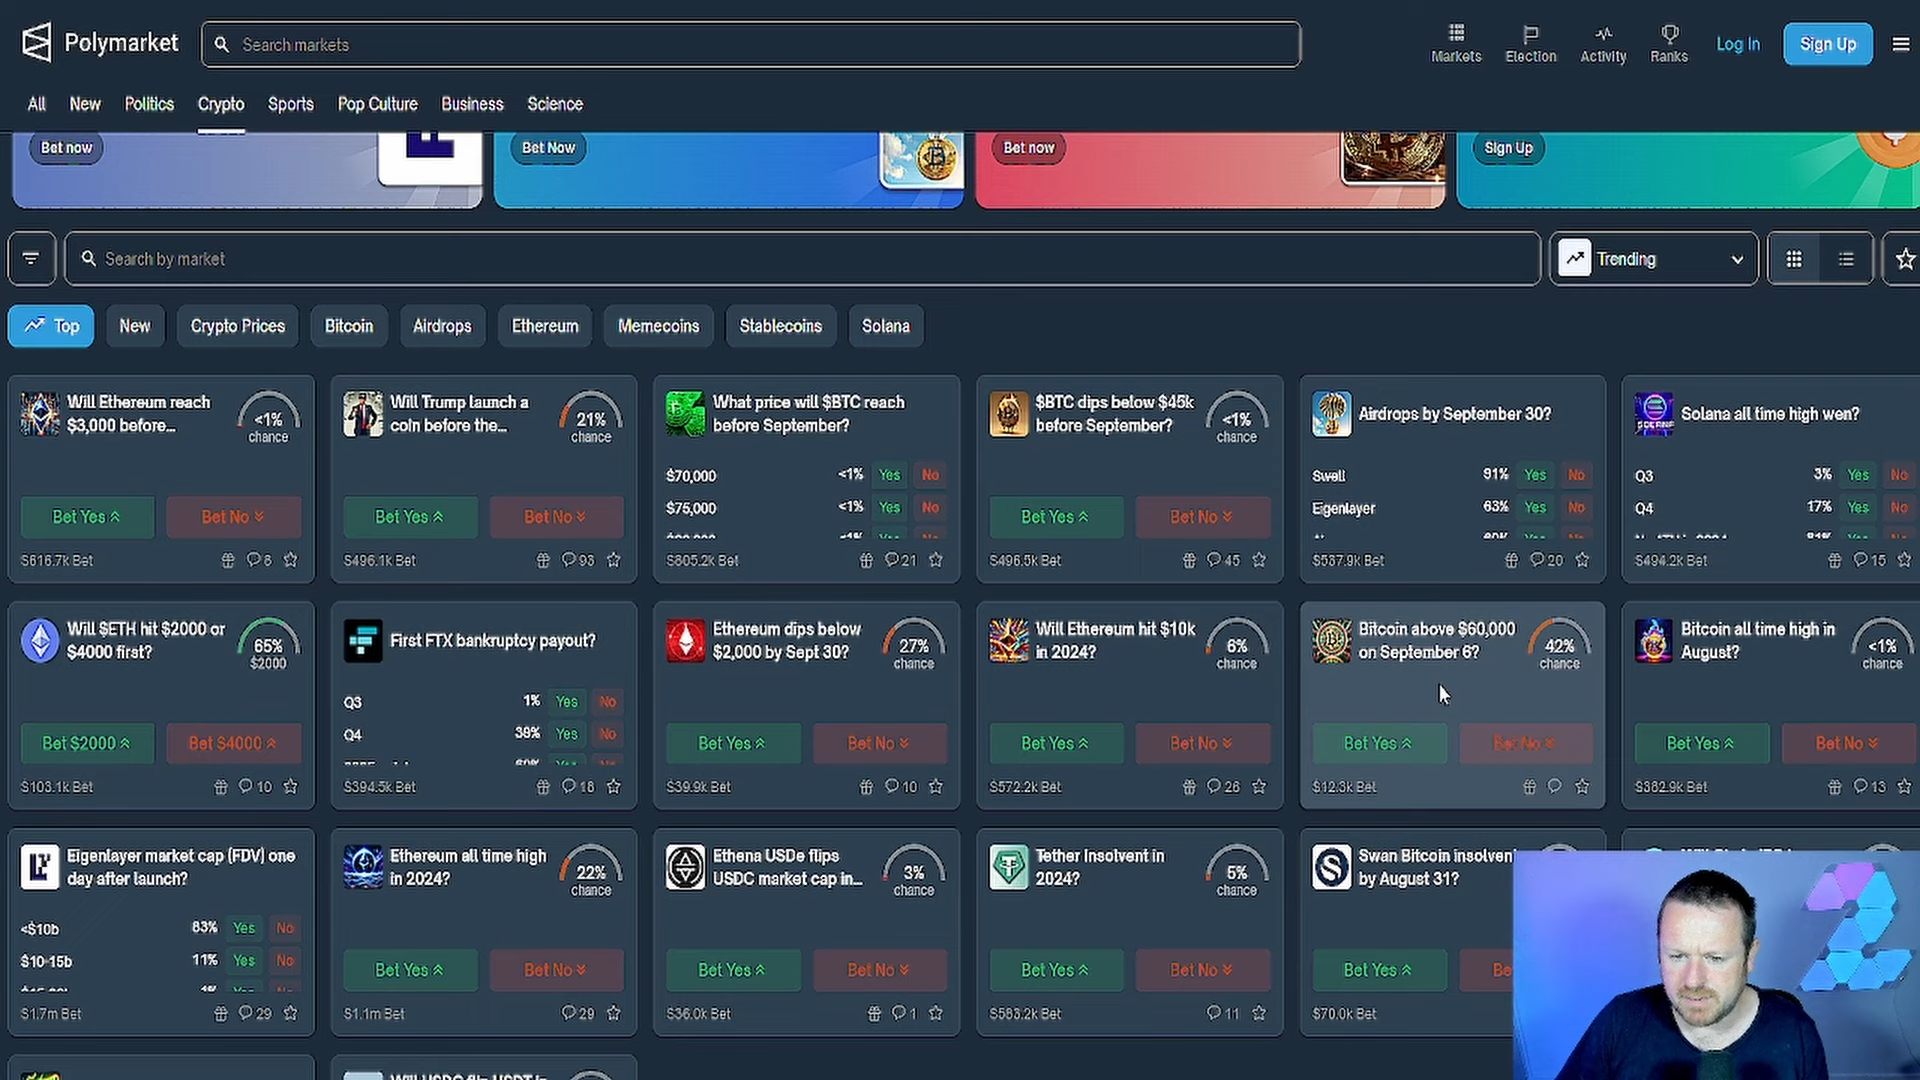 Polymarket
Search markets
Markets
Election
Activity
Ranks
Log In
Sign Up
All
New
Politics
Crypto
Sports
Pop Culture
Business
Science
Bet now
Bet Now
Bet now
Sign Up
Search by market
Trending
Top
New
Crypto Prices
Bitcoin
Airdrops
Ethereum
Memecoins
Stablecoins
Solana
Will Ethereum reach
$3,000 before...
<1%
chance
Bet Yes
Bet No
$616.7k Bet
8
Will Trump launch a
coin before the...
21%
chance
Bet Yes
Bet No
$496.1k Bet
93
What price will $BTC reach
before September?
$70,000 <1% Yes No
$75,000 <1% Yes No
$805.2k Bet
21
$BTC dips below $45k
before September?
<1%
chance
Bet Yes
Bet No
$496.5k Bet
45
Airdrops by September 30?
Swell 91% Yes No
Eigenlayer 63% Yes No
$537.9k Bet
20
Solana all time high wen?
Q3 3% Yes No
Q4 17% Yes No
$494.2k Bet
15
Will $ETH hit $2000 or
$4000 first?
65%
$2000
Bet $2000
Bet $4000
$103.1k Bet
10
First FTX bankruptcy payout?
Q3 1% Yes No
Q4 39% Yes No
$394.5k Bet
18
Ethereum dips below
$2,000 by Sept 30?
27%
chance
Bet Yes
Bet No
$39.9k Bet
10
Will Ethereum hit $10k
in 2024?
6%
chance
Bet Yes
Bet No
$572.2k Bet
26
Bitcoin above $60,000
on September 6?
42%
chance
Bet Yes
Bet No
$12.3k Bet
Bitcoin all time high in
August?
<1%
chance
Bet Yes
Bet No
$382.9k Bet
13
Eigenlayer market cap (FDV) one
day after launch?
<$10b 83% Yes No
$10-15b 11% Yes No
$1.7m Bet
29
Ethereum all time high
in 2024?
22%
chance
Bet Yes
Bet No
$1.1m Bet
29
Ethena USDe flips
USDC market cap in...
3%
chance
Bet Yes
Bet No
$36.0k Bet
1
Tether Insolvent in
2024?
5%
chance
Bet Yes
Bet No
$583.2k Bet
11
Swan Bitcoin insolvent
by August 31?
Bet Yes
Be
$70.0k Bet